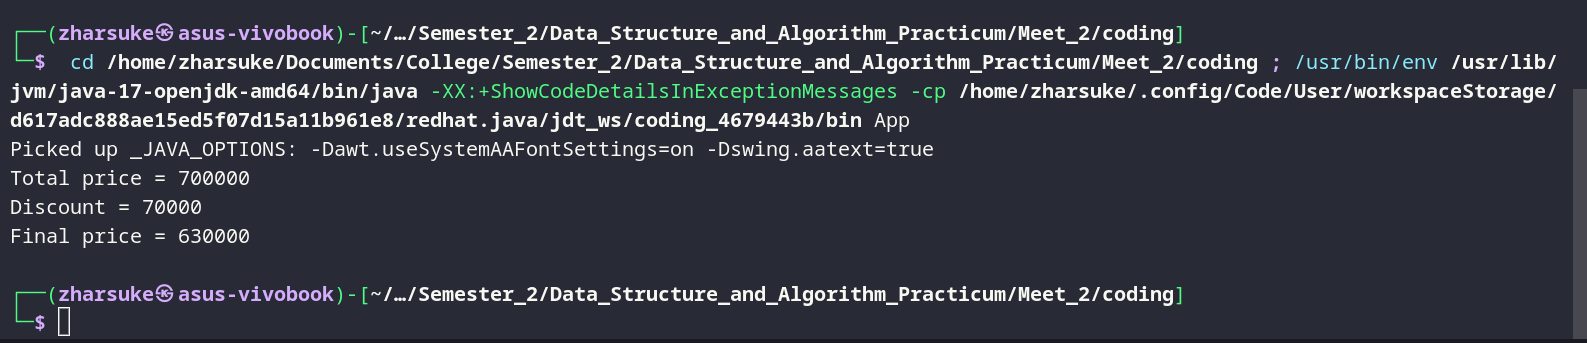 ┌──(zharsuke㉿asus-vivobook)-[~/…/Semester_2/Data_Structure_and_Algorithm_Practicum/Meet_2/coding]
└─$  cd /home/zharsuke/Documents/College/Semester_2/Data_Structure_and_Algorithm_Practicum/Meet_2/coding ; /usr/bin/env /usr/lib/
jvm/java-17-openjdk-amd64/bin/java -XX:+ShowCodeDetailsInExceptionMessages -cp /home/zharsuke/.config/Code/User/workspaceStorage/
d617adc888ae15ed5f07d15a11b961e8/redhat.java/jdt_ws/coding_4679443b/bin App
Picked up _JAVA_OPTIONS: -Dawt.useSystemAAFontSettings=on -Dswing.aatext=true
Total price = 700000
Discount = 70000
Final price = 630000
┌──(zharsuke㉿asus-vivobook)-[~/…/Semester_2/Data_Structure_and_Algorithm_Practicum/Meet_2/coding]
└─$